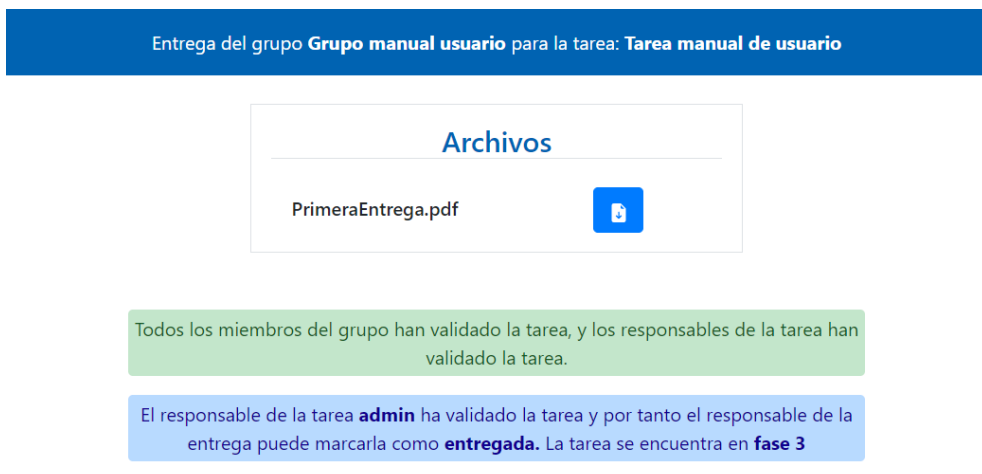 Entrega del grupo Grupo manual usuario para la tarea: Tarea manual de usuario
Archivos
PrimeraEntrega.pdf
Todos los miembros del grupo han validado la tarea, y los responsables de la tarea han
validado la tarea.
El responsable de la tarea admin ha validado la tarea y por tanto el responsable de la
entrega puede marcarla como entregada. La tarea se encuentra en fase 3